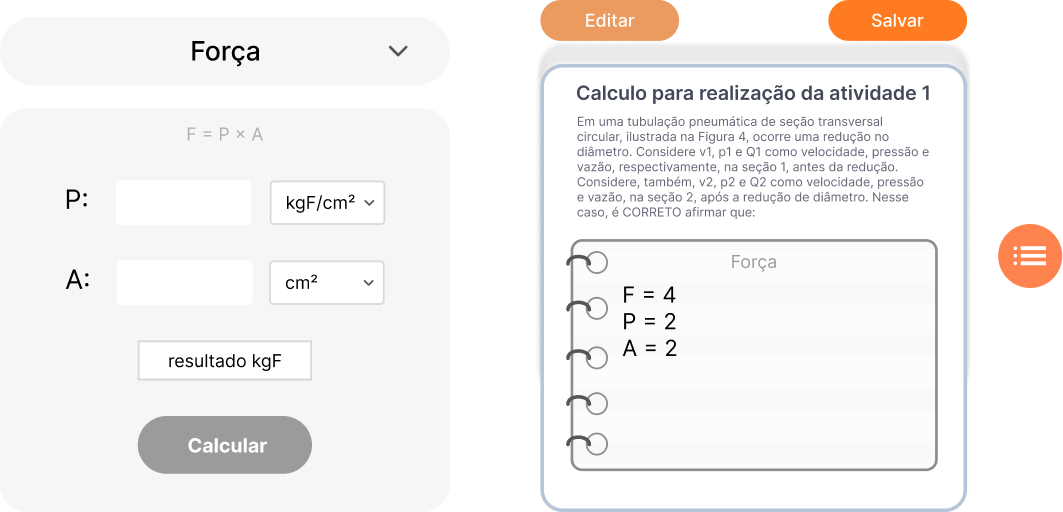 Força
F = P × A
P:
kgF/cm²
A:
cm²
resultado kgF
Calcular
Editar
Salvar
Calculo para realização da atividade 1
Em uma tubulação pneumática de seção transversal
circular, ilustrada na Figura 4, ocorre uma redução no
diâmetro. Considere v1, p1 e Q1 como velocidade, pressão e
vazão, respectivamente, na seção 1, antes da redução.
Considere, também, v2, p2 e Q2 como velocidade, pressão
e vazão, na seção 2, após a redução de diâmetro. Nesse
caso, é CORRETO afirmar que:
Força
F = 4
P = 2
A = 2